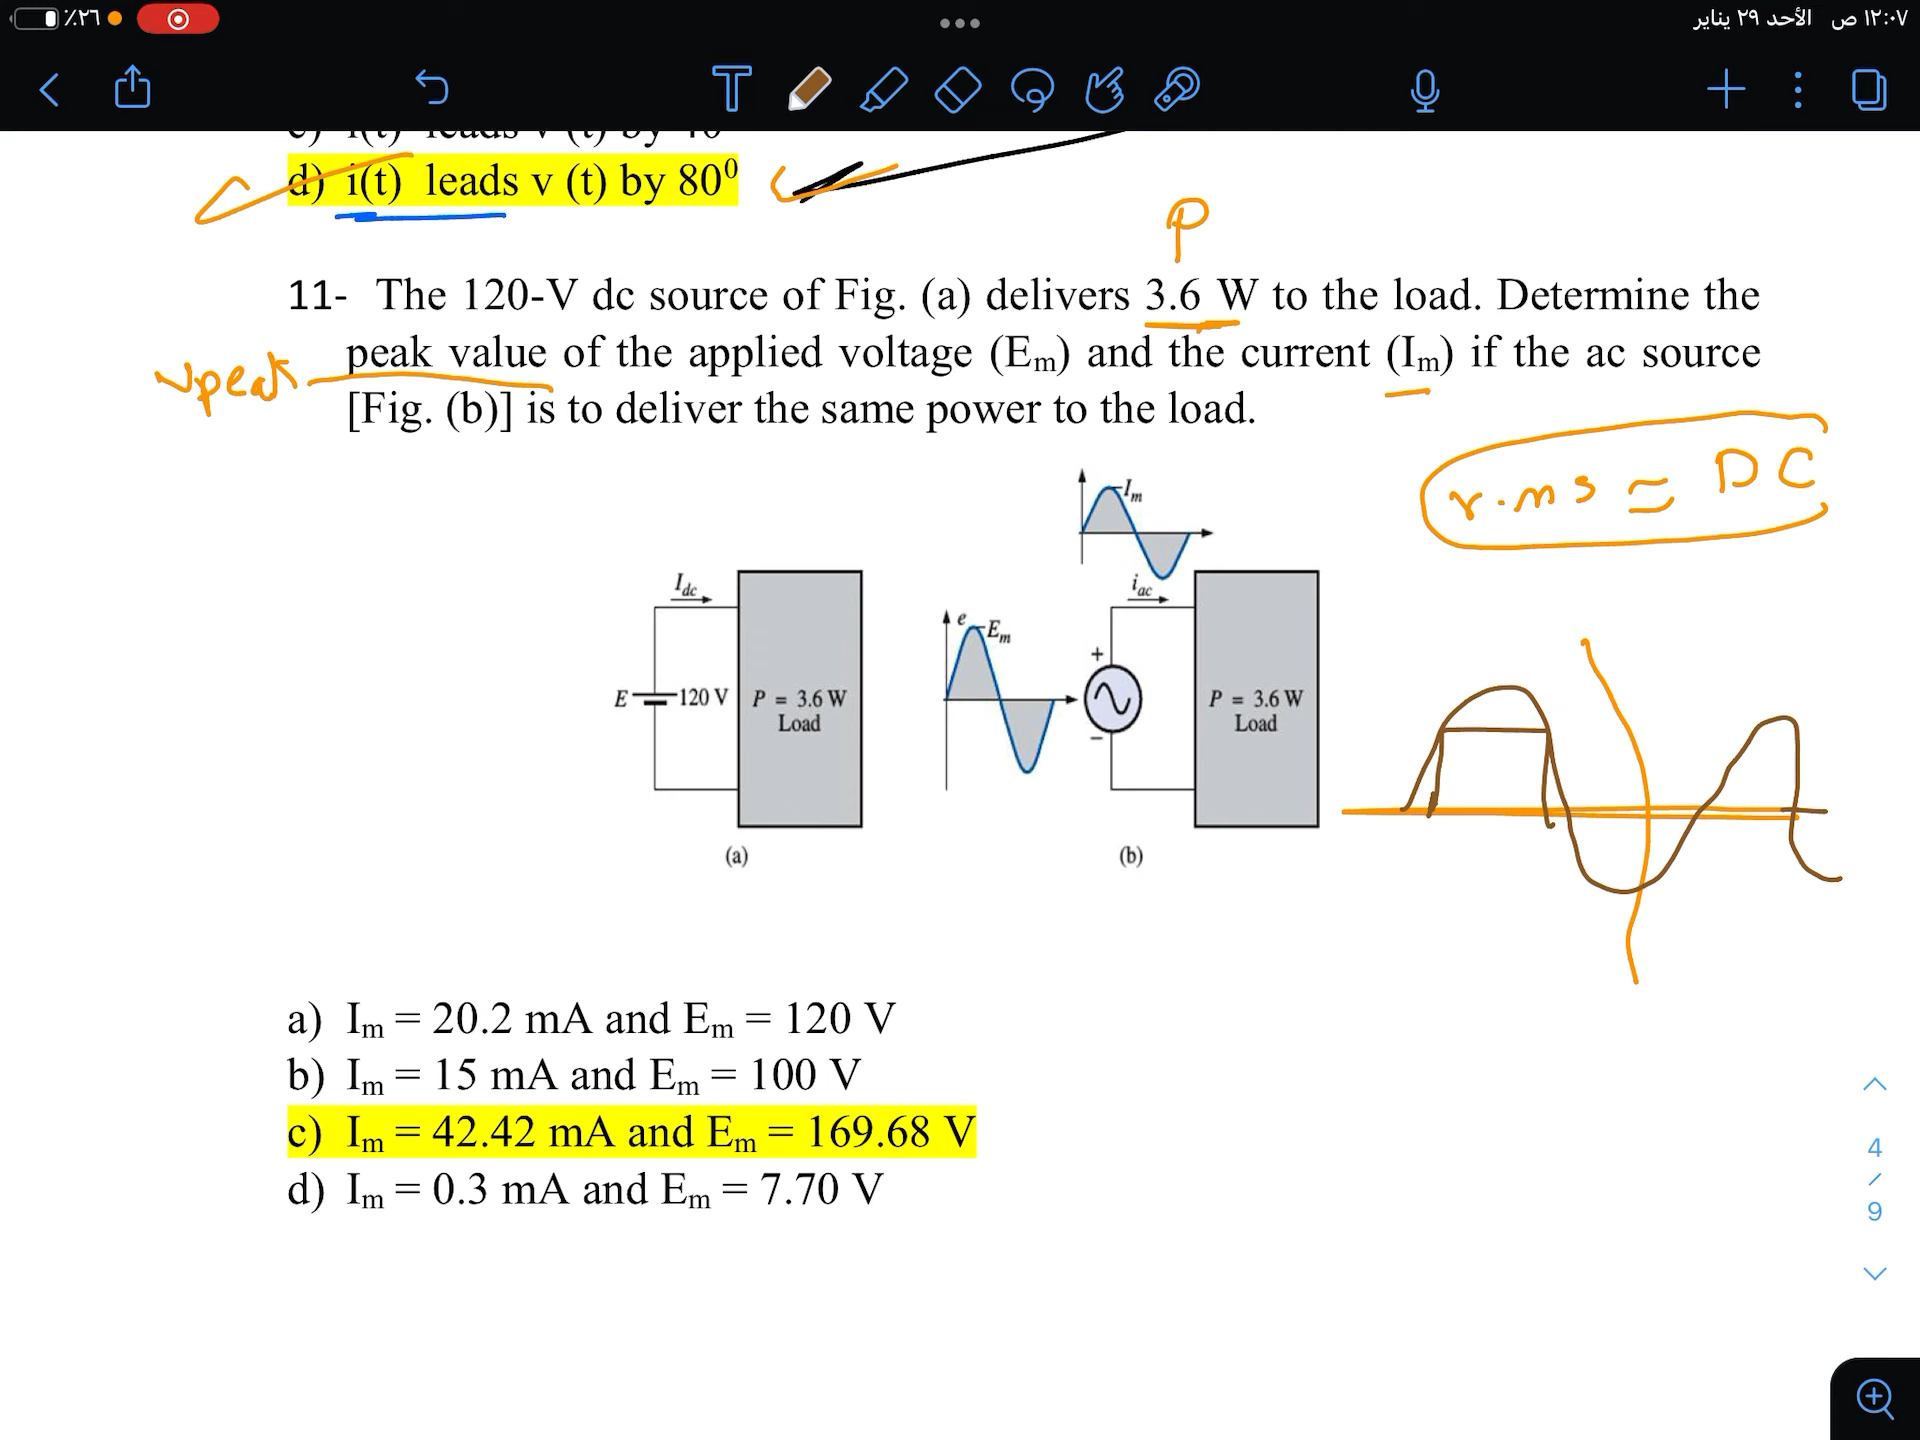 ٪٢٦
١٢:٠٧ ص الأحد ٢٩ يناير
d) i(t) leads v (t) by 80⁰
P
11- The 120-V dc source of Fig. (a) delivers 3.6 W to the load. Determine the
peak value of the applied voltage (Em) and the current (Im) if the ac source
[Fig. (b)] is to deliver the same power to the load.
Vpeak
r.ms ≃ DC
Im
Idc
iac
e
Em
+
E
120 V
P = 3.6 W
Load
P = 3.6 W
Load
−
(a)
(b)
a) Im = 20.2 mA and Em = 120 V
b) Im = 15 mA and Em = 100 V
c) Im = 42.42 mA and Em = 169.68 V
d) Im = 0.3 mA and Em = 7.70 V
4
/
9